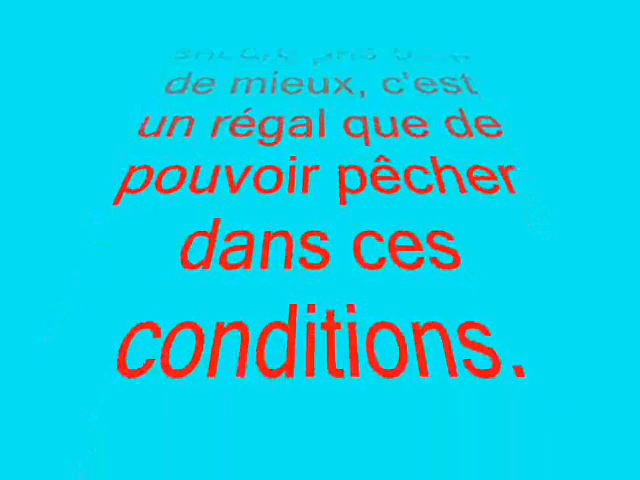 de mieux, c'est
un régal que de
pouvoir pêcher
dans ces
conditions.